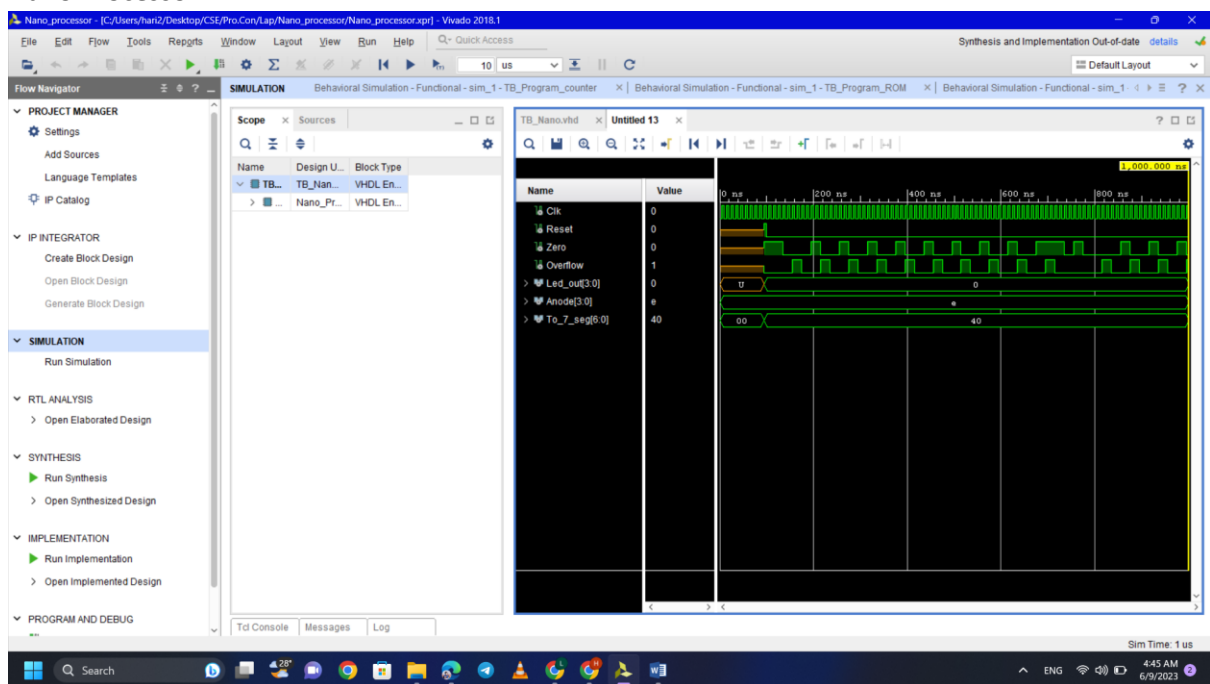 Nano_processor - [C:/Users/hari2/Desktop/CSE/Pro.Con/Lap/Nano_processor/Nano_processor.xpr] - Vivado 2018.1
File Edit Flow Tools Reports Window Layout View Run Help Quick Access
Synthesis and Implementation Out-of-date details
10 us
Default Layout
Flow Navigator
PROJECT MANAGER
Settings
Add Sources
Language Templates
IP Catalog
IP INTEGRATOR
Create Block Design
Open Block Design
Generate Block Design
SIMULATION
Run Simulation
RTL ANALYSIS
Open Elaborated Design
SYNTHESIS
Run Synthesis
Open Synthesized Design
IMPLEMENTATION
Run Implementation
Open Implemented Design
PROGRAM AND DEBUG
SIMULATION Behavioral Simulation - Functional - sim_1 - TB_Program_counter Behavioral Simulation - Functional - sim_1 - TB_Program_ROM Behavioral Simulation - Functional - sim_1 -
Scope Sources
Name Design U... Block Type
TB... TB_Nan... VHDL En...
... Nano_Pr... VHDL En...
Tcl Console Messages Log
TB_Nano.vhd Untitled 13
1,000.000 ns
Name Value 0 ns 200 ns 400 ns 600 ns 800 ns
Clk 0
Reset 0
Zero 0
Overflow 1
Led_out[3:0] 0 U 0
Anode[3:0] e e
To_7_seg[6:0] 40 00 40
Sim Time: 1 us
Search
28°
ENG
4:45 AM
6/9/2023
2